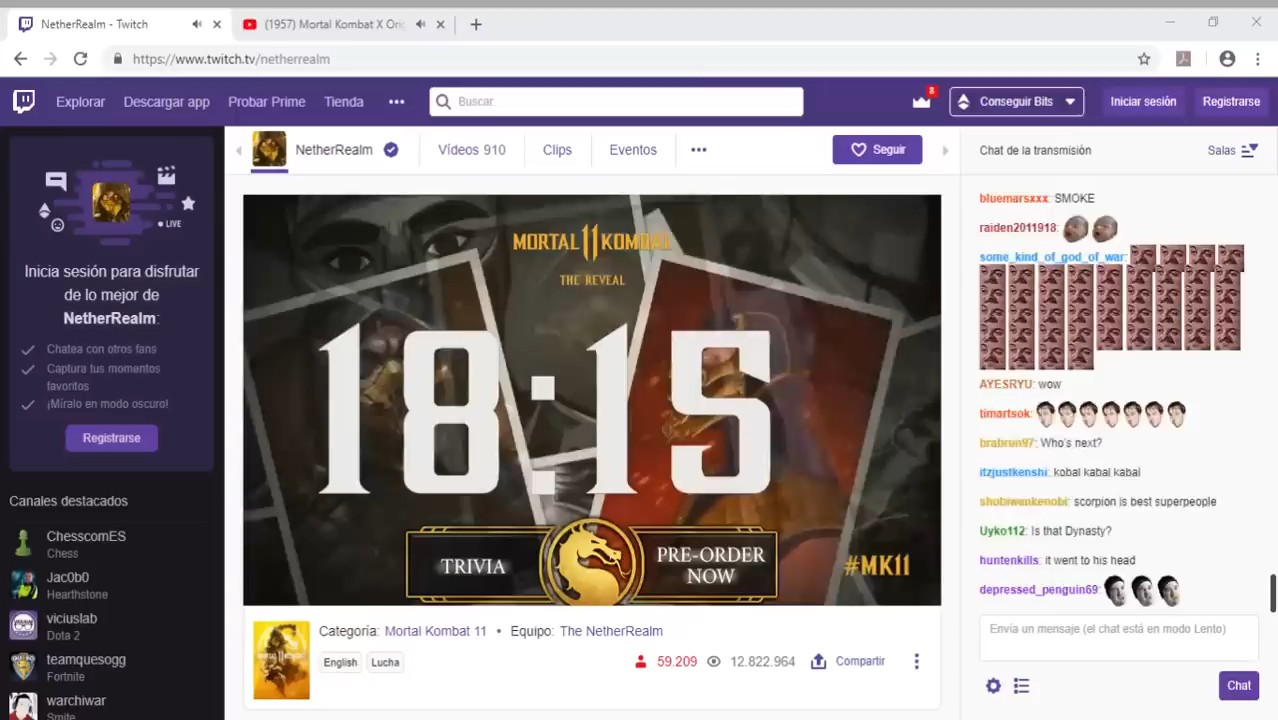 NetherRealm - Twitch
(1957) Mortal Kombat X Orig
https://www.twitch.tv/netherrealm
Explorar
Descargar app
Probar Prime
Tienda
Buscar
8
Conseguir Bits
Iniciar sesión
Registrarse
LIVE
Inicia sesión para disfrutar
de lo mejor de
NetherRealm:
Chatea con otros fans
Captura tus momentos
favoritos
¡Míralo en modo oscuro!
Registrarse
Canales destacados
ChesscomES
Chess
Jac0b0
Hearthstone
viciuslab
Dota 2
teamquesogg
Fortnite
warchiwar
Smite
NetherRealm
Vídeos 910
Clips
Eventos
Seguir
MORTAL 11 KOMBAT
THE REVEAL
18:15
TRIVIA
PRE-ORDER
NOW
#MK11
Categoría: Mortal Kombat 11 • Equipo: The NetherRealm
English
Lucha
59.209
12.822.964
Compartir
Chat de la transmisión
Salas
bluemarsxxx: SMOKE
raiden2011918:
some_kind_of_god_of_war:
AYESRYU: wow
timartsok:
brabrun97: Who's next?
itzjustkenshi: kobal kabal kabal
shobiwankenobi: scorpion is best superpeople
Uyko112: Is that Dynasty?
huntenkills: it went to his head
depressed_penguin69:
Envía un mensaje (el chat está en modo Lento)
Chat